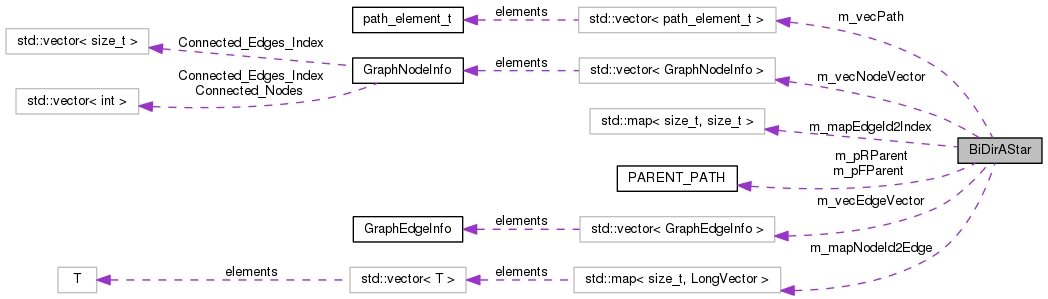 path_element_t
elements
std::vector< path_element_t >
m_vecPath
std::vector< size_t >
Connected_Edges_Index
GraphNodeInfo
elements
std::vector< GraphNodeInfo >
m_vecNodeVector
std::vector< int >
Connected_Edges_Index
Connected_Nodes
std::map< size_t, size_t >
m_mapEdgeId2Index
BiDirAStar
PARENT_PATH
m_pRParent
m_pFParent
GraphEdgeInfo
elements
std::vector< GraphEdgeInfo >
m_vecEdgeVector
T
elements
std::vector< T >
elements
std::map< size_t, LongVector >
m_mapNodeId2Edge